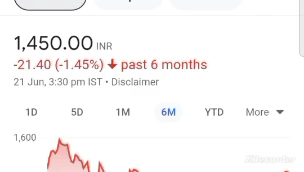 1,450.00 INR
-21.40 (-1.45%) ↓ past 6 months
21 Jun, 3:30 pm IST • Disclaimer
1D 5D 1M 6M YTD More
1,600